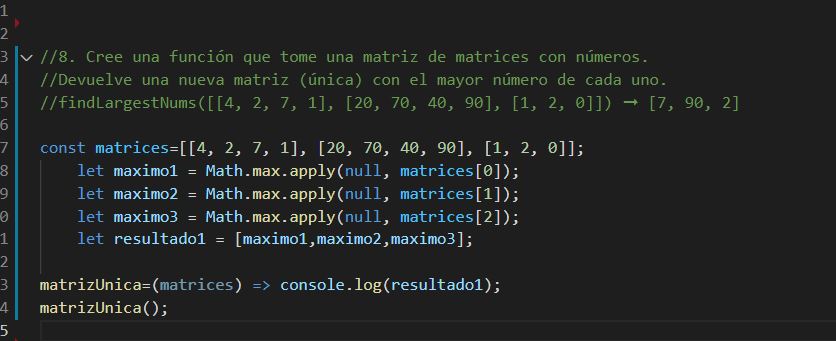 1
2
3 //8. Cree una función que tome una matriz de matrices con números.
4 //Devuelve una nueva matriz (única) con el mayor número de cada uno.
5 //findLargestNums([[4, 2, 7, 1], [20, 70, 40, 90], [1, 2, 0]]) ➞ [7, 90, 2]
6
7 const matrices=[[4, 2, 7, 1], [20, 70, 40, 90], [1, 2, 0]];
8 let maximo1 = Math.max.apply(null, matrices[0]);
9 let maximo2 = Math.max.apply(null, matrices[1]);
0 let maximo3 = Math.max.apply(null, matrices[2]);
1 let resultado1 = [maximo1,maximo2,maximo3];
2
3 matrizUnica=(matrices) => console.log(resultado1);
4 matrizUnica();
5